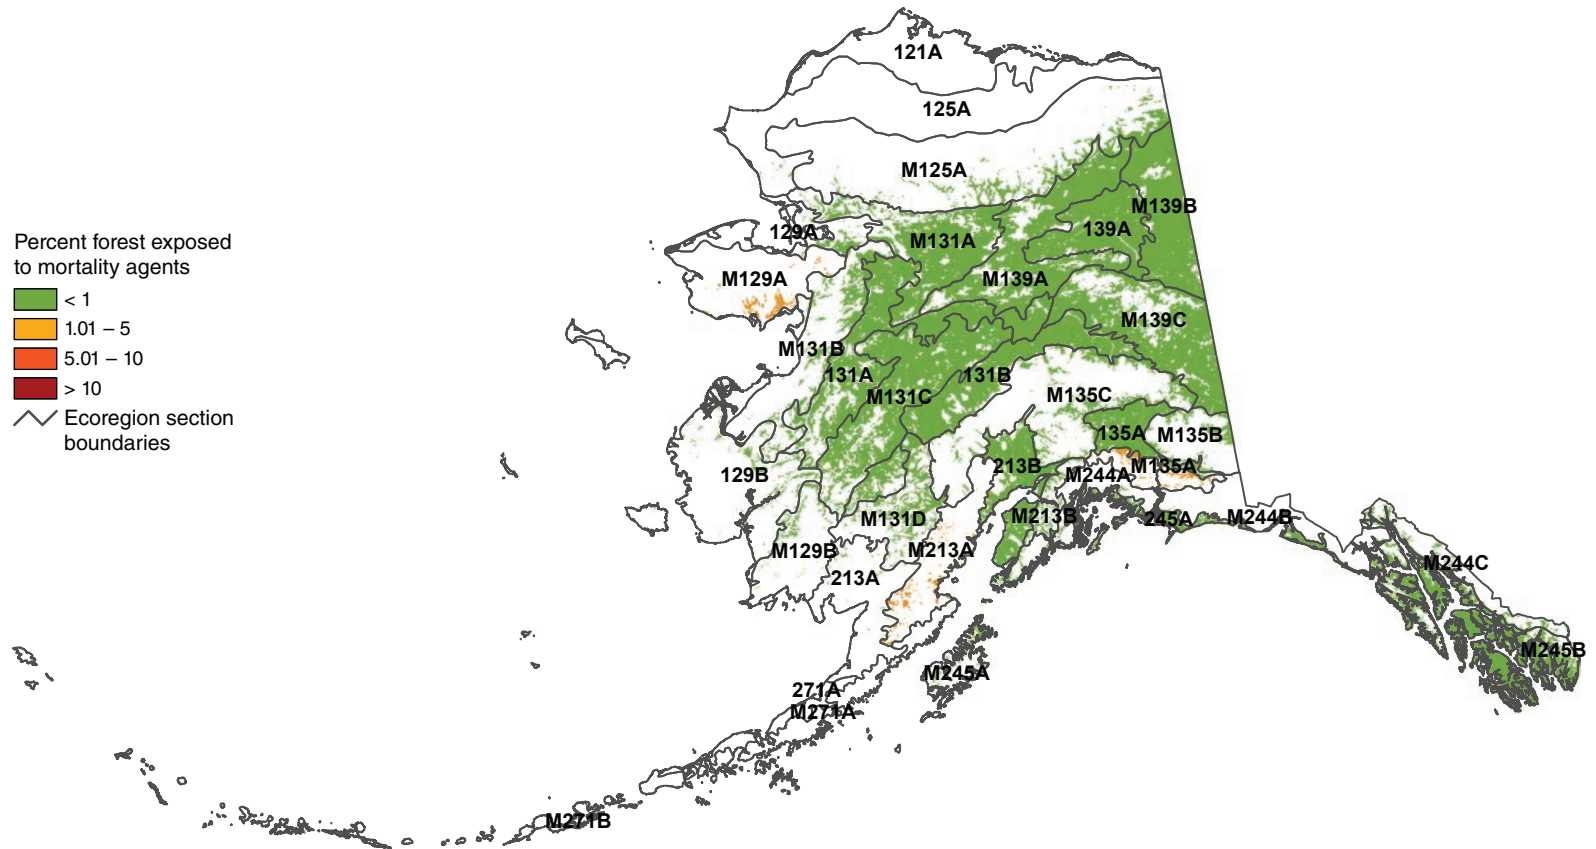 121A
125A
M125A
M139B
129A
139A
M131A
Percent forest exposed
to mortality agents
M129A
M139A
< 1
1.01 – 5
M139C
5.01 – 10
M131B
> 10
131A
131B
M131C
M135C
Ecoregion section
boundaries
135A
M135B
213B
M135A
129B
M244A
M131D
M213B
245A
M244B
M129B
M213A
213A
M244C
M245B
M245A
271A
M271A
M271B